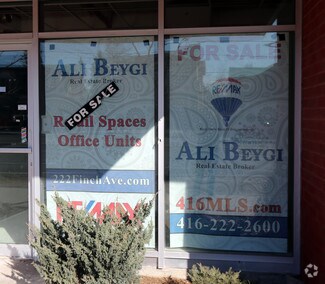 ALI BEYGI
Real Estate Broker
FOR SALE
Retail Spaces
Office Units
222FinchAve.com
RE/MAX
FOR SALE
RE/MAX
ALI BEYGI
Real Estate Broker
416MLS.com
416-222-2600